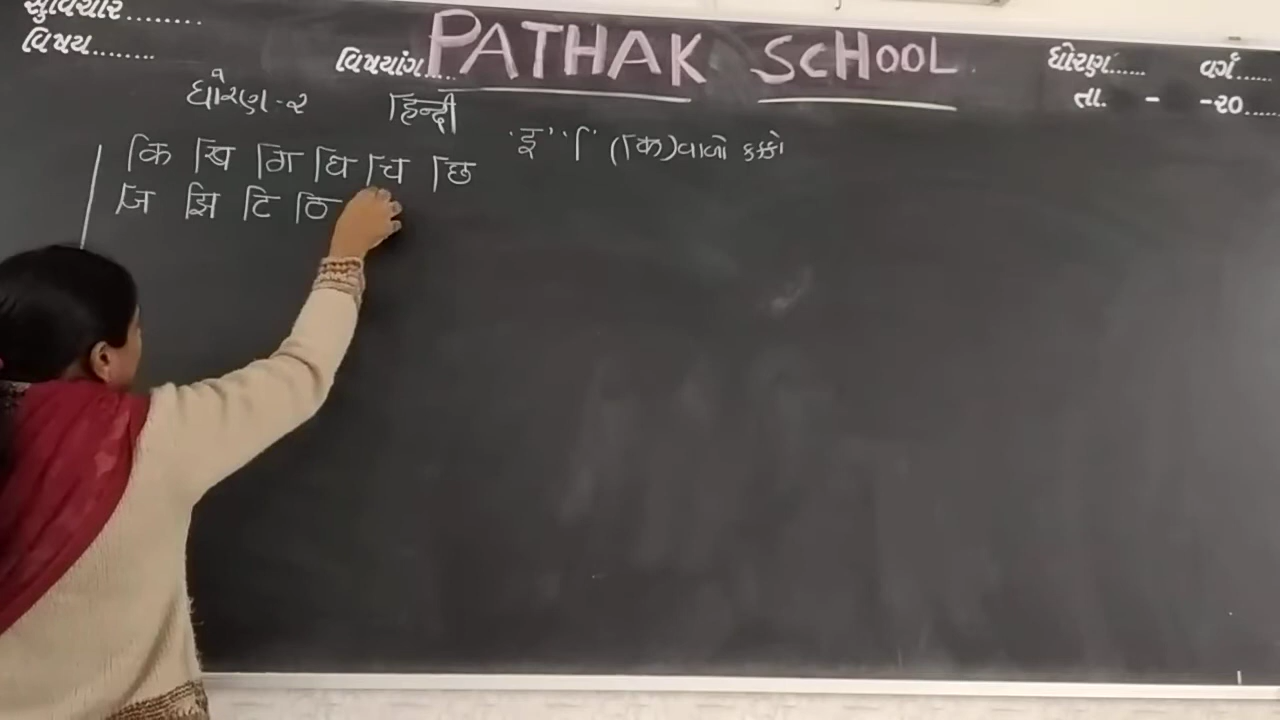 સુવિચાર........
વિષય........
વિષયાંગ.... PATHAK SCHOOL
ધોરણ...... વર્ગ......
તા. - -૨૦......
ધોરણ-૨ हिन्दी
इ ि (कि)વાળો કક્કો
कि खि गि घि चि छि
जि झि टि ठि